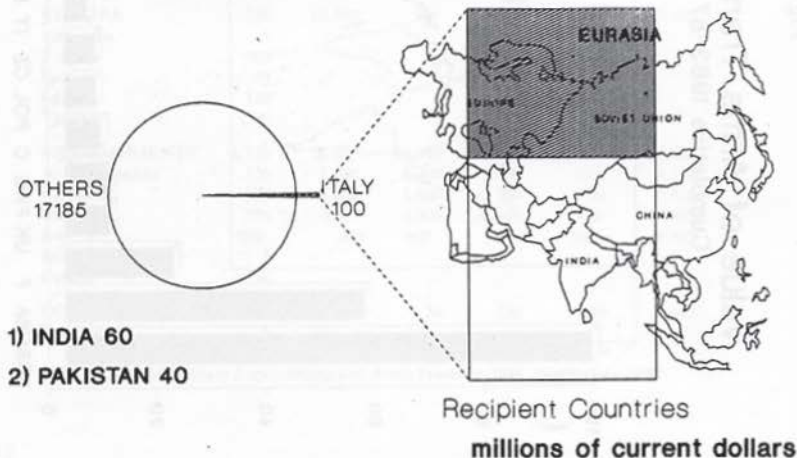 EURASIA
EUROPE
SOVIET UNION
OTHERS
17185
ITALY
100
CHINA
INDIA
1) INDIA 60
2) PAKISTAN 40
Recipient Countries
millions of current dollars